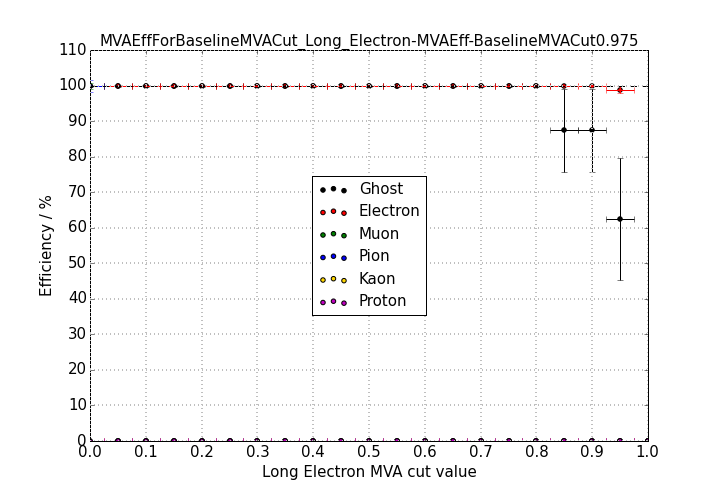 MVAEffForBaselineMVACut_Long_Electron-MVAEff-BaselineMVACut0.975
110
100
90
80
70
60
50
40
30
20
10
0
Efficiency / %
Ghost
Electron
Muon
Pion
Kaon
Proton
0.0 0.1 0.2 0.3 0.4 0.5 0.6 0.7 0.8 0.9 1.0
Long Electron MVA cut value